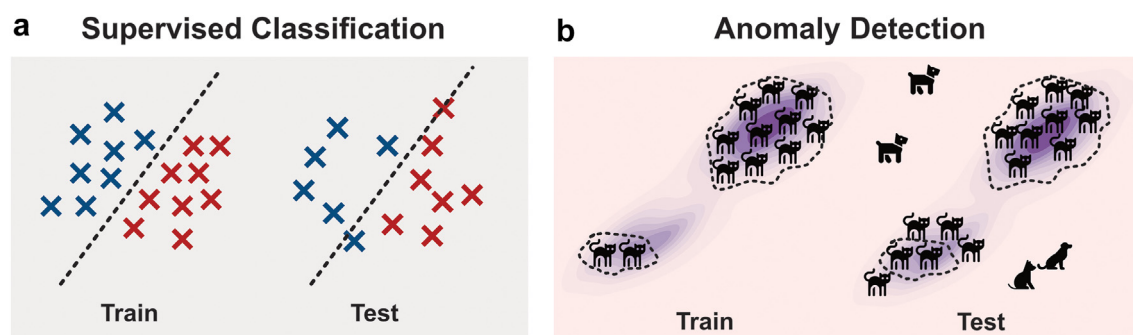 a Supervised Classification
Train
Test
b Anomaly Detection
Train
Test